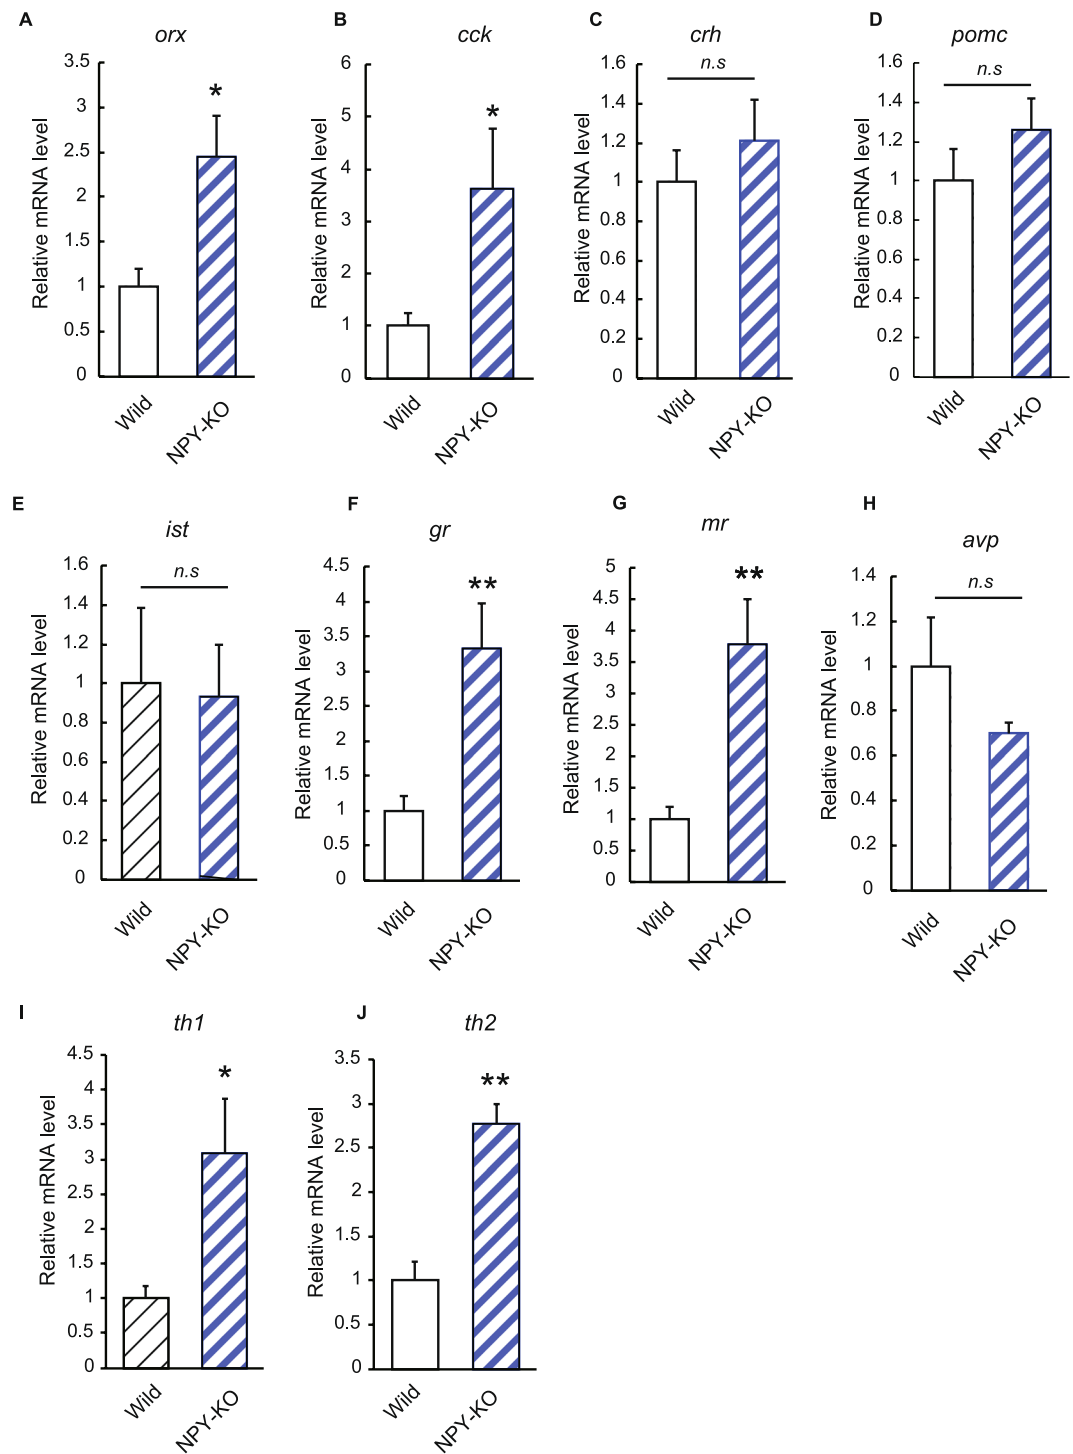 A
orx
Relative mRNA level
3.5
3
2.5
2
1.5
1
0.5
0
*
Wild
NPY-KO
B
cck
Relative mRNA level
6
5
4
3
2
1
0
*
Wild
NPY-KO
C
crh
Relative mRNA level
1.6
1.4
1.2
1
0.8
0.6
0.4
0.2
0
n.s
Wild
NPY-KO
D
pomc
Relative mRNA level
1.6
1.4
1.2
1
0.8
0.6
0.4
0.2
0
n.s
Wild
NPY-KO
E
ist
Relative mRNA level
1.6
1.4
1.2
1
0.8
0.6
0.4
0.2
0
n.s
Wild
NPY-KO
F
gr
Relative mRNA level
4.5
4
3.5
3
2.5
2
1.5
1
0.5
0
**
Wild
NPY-KO
G
mr
Relative mRNA level
5
4.5
4
3.5
3
2.5
2
1.5
1
0.5
0
**
Wild
NPY-KO
H
avp
Relative mRNA level
1.4
1.2
1
0.8
0.6
0.4
0.2
0
n.s
Wild
NPY-KO
I
th1
Relative mRNA level
4.5
4
3.5
3
2.5
2
1.5
1
0.5
0
*
Wild
NPY-KO
J
th2
Relative mRNA level
3.5
3
2.5
2
1.5
1
0.5
0
**
Wild
NPY-KO